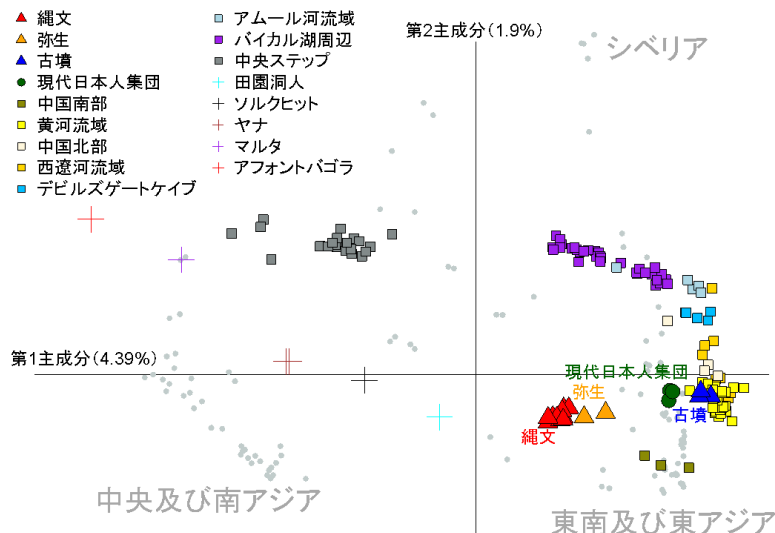 縄文
弥生
古墳
現代日本人集団
中国南部
黄河流域
中国北部
西遼河流域
デビルズゲートケイブ
アムール河流域
バイカル湖周辺
中央ステップ
田園洞人
ソルクヒット
ヤナ
マルタ
アフォントバゴラ
第2主成分(1.9%)
シベリア
第1主成分(4.39%)
現代日本人集団
弥生
古墳
縄文
中央及び南アジア
東南及び東アジア